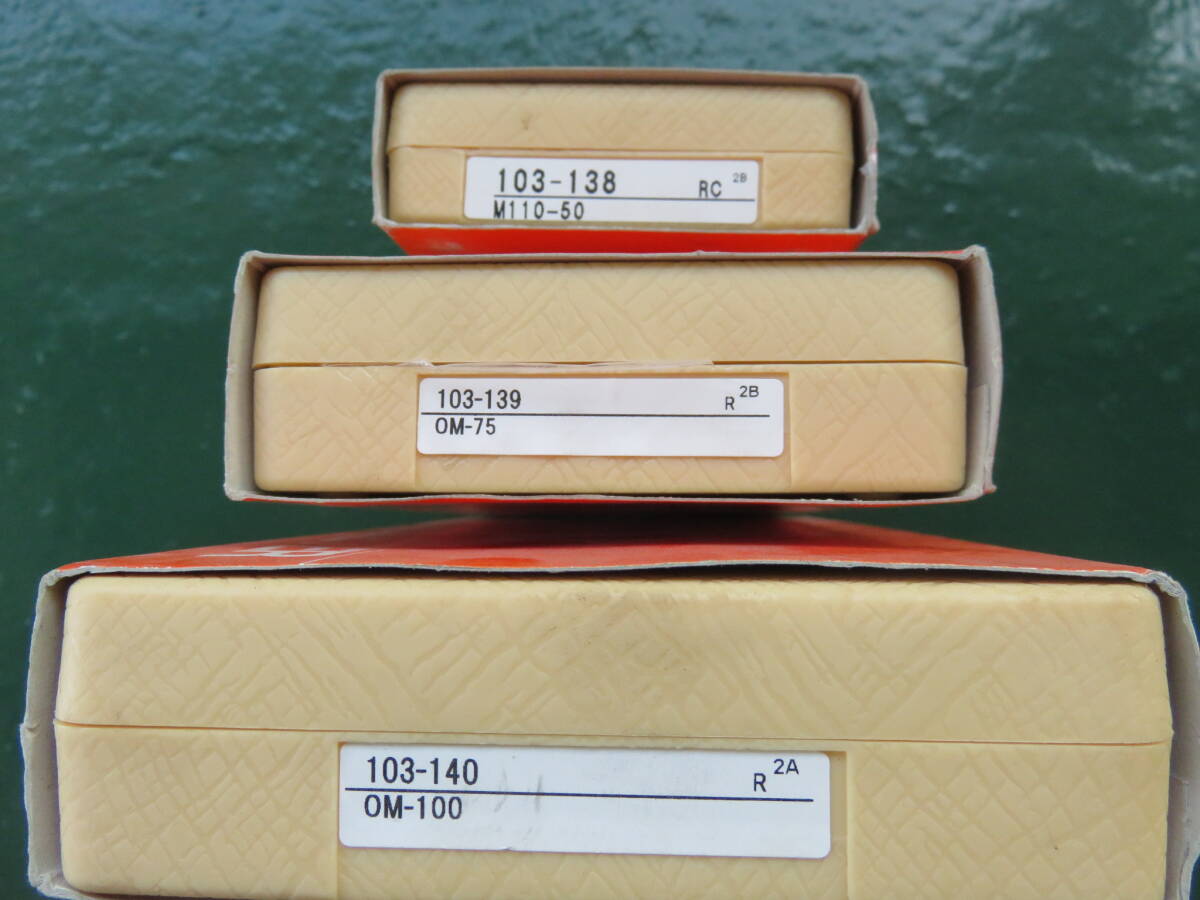 103-138 RC 2B
M110-50
103-139 R 2B
OM-75
103-140 R 2A
OM-100